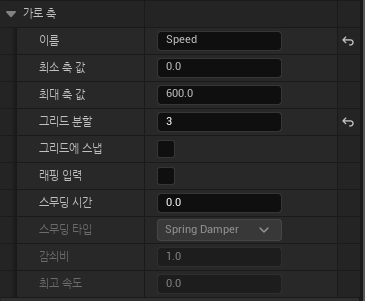 가로 축
이름 Speed
최소 축 값 0.0
최대 축 값 600.0
그리드 분할 3
그리드에 스냅
래핑 입력
스무딩 시간 0.0
스무딩 타입 Spring Damper
감쇠비 1.0
최고 속도 0.0